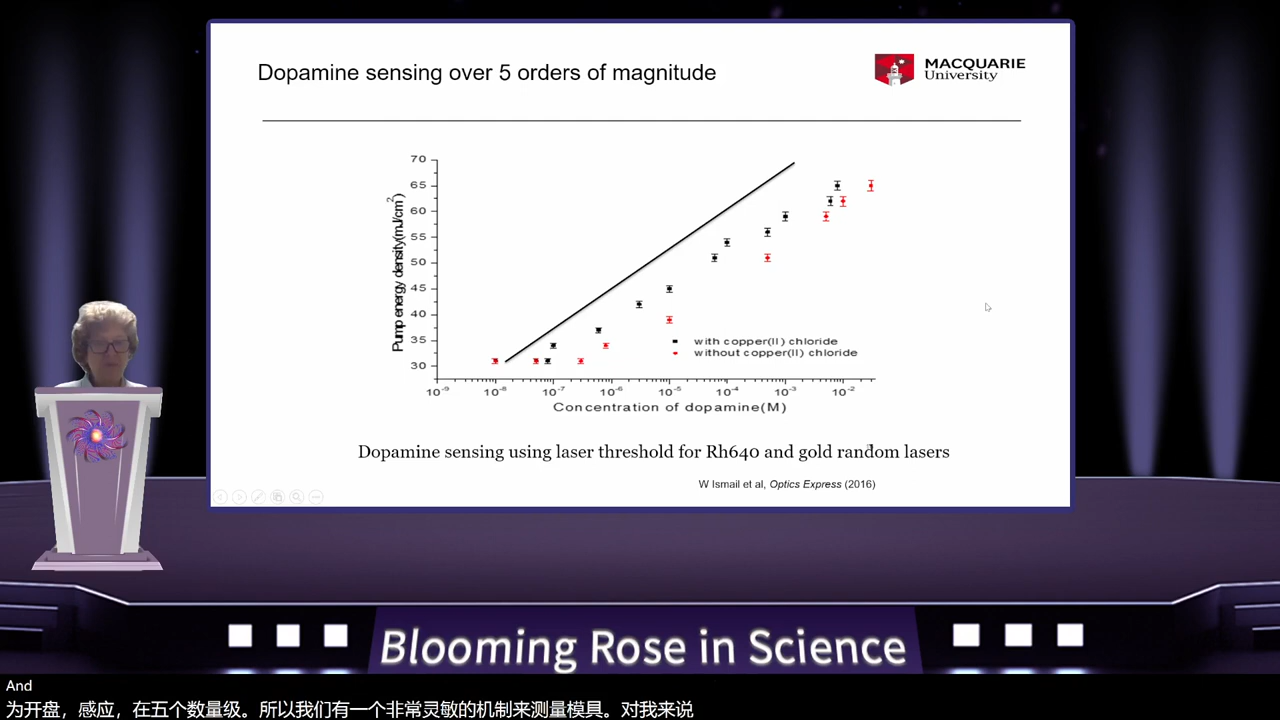 Dopamine sensing over 5 orders of magnitude
MACQUARIE
University
70
65
60
55
50
45
40
35
30
Pump energy density(mJ/cm²)
with copper(II) chloride
without copper(II) chloride
10⁻⁹ 10⁻⁸ 10⁻⁷ 10⁻⁶ 10⁻⁵ 10⁻⁴ 10⁻³ 10⁻²
Concentration of dopamine(M)
Dopamine sensing using laser threshold for Rh640 and gold random lasers
W Ismail et al, Optics Express (2016)
Blooming Rose in Science
And
为开盘，感应，在五个数量级。所以我们有一个非常灵敏的机制来测量模具。对我来说